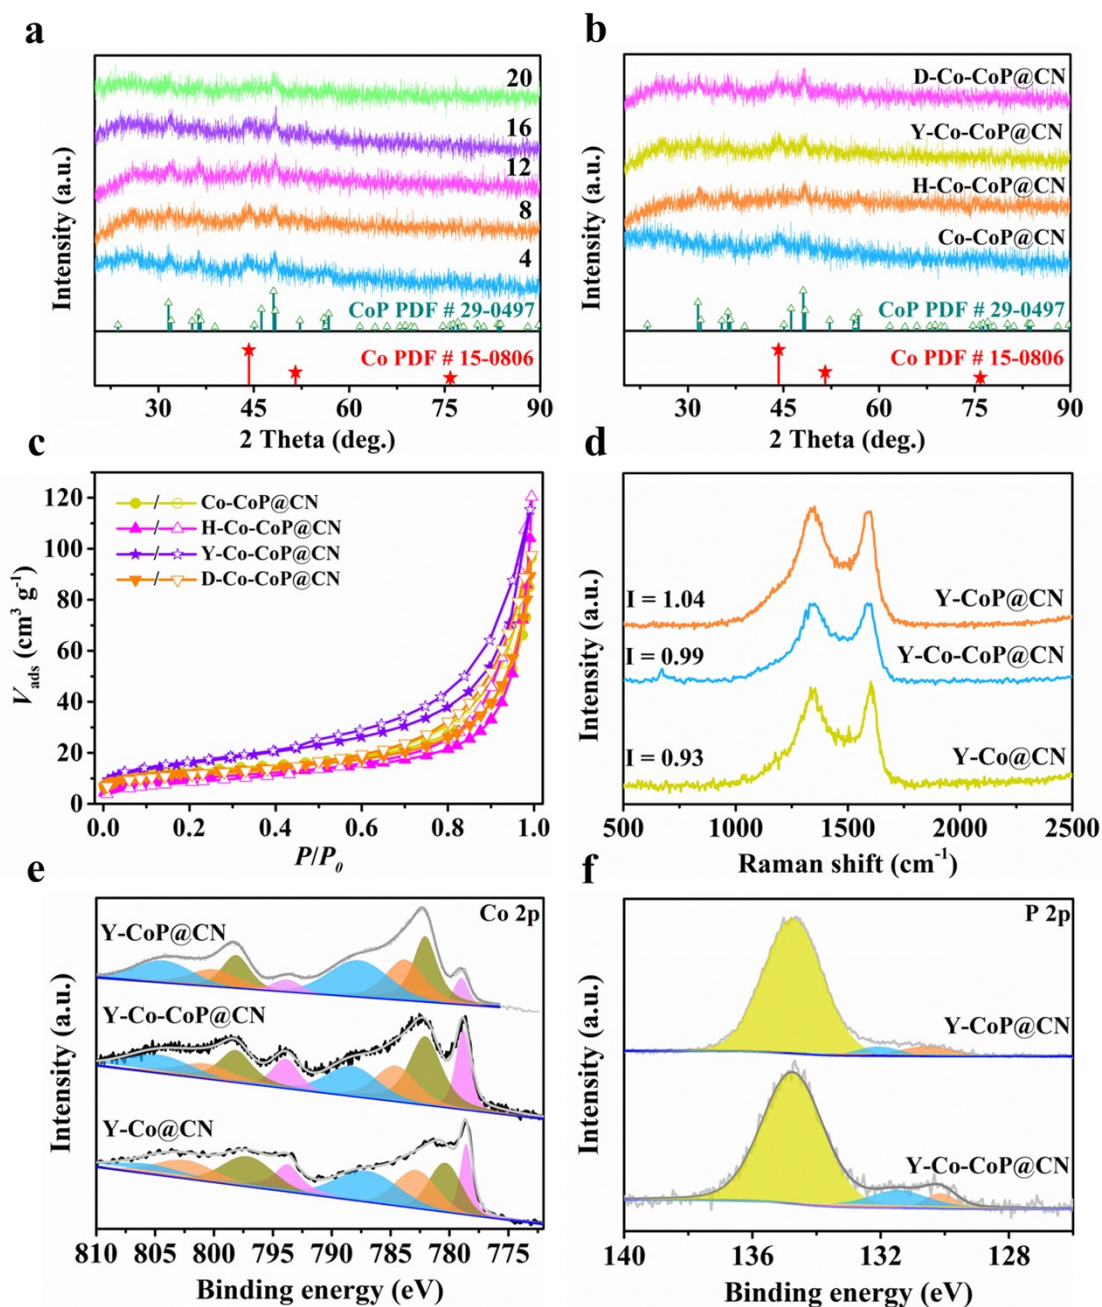 a
20
16
12
8
4
CoP PDF # 29-0497
Co PDF # 15-0806
Intensity (a.u.)
30 45 60 75 90
2 Theta (deg.)
b
D-Co-CoP@CN
Y-Co-CoP@CN
H-Co-CoP@CN
Co-CoP@CN
CoP PDF # 29-0497
Co PDF # 15-0806
Intensity (a.u.)
30 45 60 75 90
2 Theta (deg.)
c
120
100
80
60
40
20
0
/ Co-CoP@CN
/ H-Co-CoP@CN
/ Y-Co-CoP@CN
/ D-Co-CoP@CN
V_ads (cm³ g⁻¹)
0.0 0.2 0.4 0.6 0.8 1.0
P/P₀
d
I = 1.04 Y-CoP@CN
I = 0.99 Y-Co-CoP@CN
I = 0.93 Y-Co@CN
Intensity (a.u.)
500 1000 1500 2000 2500
Raman shift (cm⁻¹)
e
Co 2p
Y-CoP@CN
Y-Co-CoP@CN
Y-Co@CN
Intensity (a.u.)
810 805 800 795 790 785 780 775
Binding energy (eV)
f
P 2p
Y-CoP@CN
Y-Co-CoP@CN
Intensity (a.u.)
140 136 132 128
Binding energy (eV)